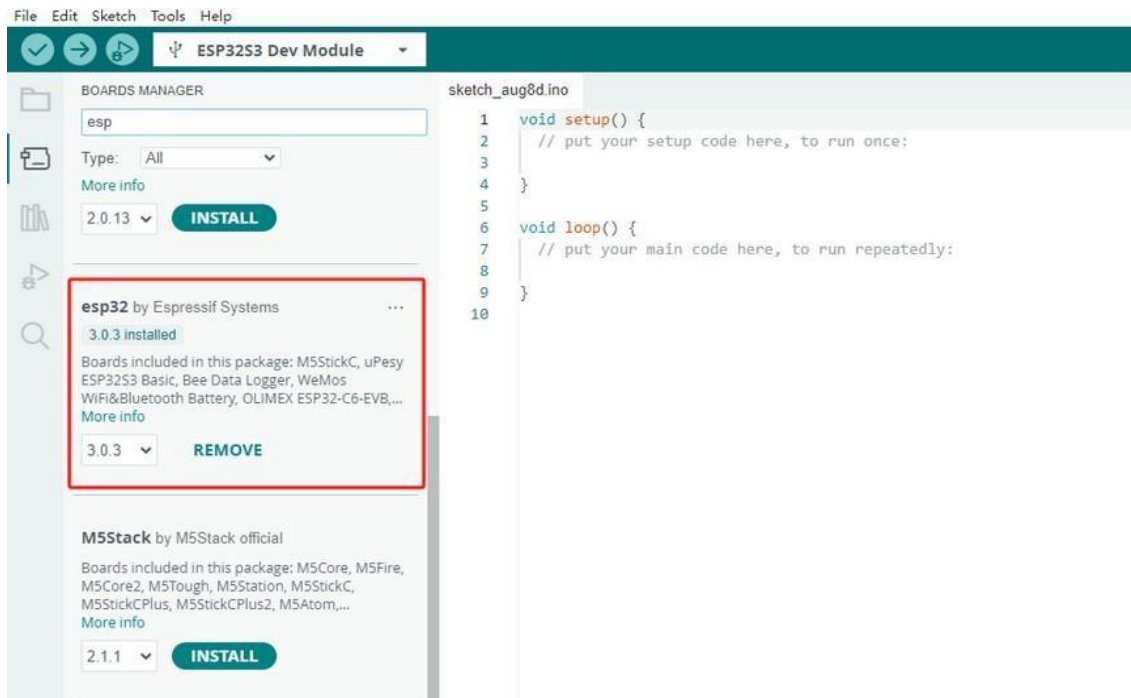 File Edit Sketch Tools Help
ESP32S3 Dev Module
BOARDS MANAGER
esp
Type: All
More info
2.0.13 INSTALL
esp32 by Espressif Systems ...
3.0.3 installed
Boards included in this package: M5StickC, uPesy
ESP32S3 Basic, Bee Data Logger, WeMos
WiFi&Bluetooth Battery, OLIMEX ESP32-C6-EVB,...
More info
3.0.3 REMOVE
M5Stack by M5Stack official
Boards included in this package: M5Core, M5Fire,
M5Core2, M5Tough, M5Station, M5StickC,
M5StickCPlus, M5StickCPlus2, M5Atom,...
More info
2.1.1 INSTALL
sketch_aug8d.ino
1 void setup() {
2 // put your setup code here, to run once:
3
4 }
5
6 void loop() {
7 // put your main code here, to run repeatedly:
8
9 }
10